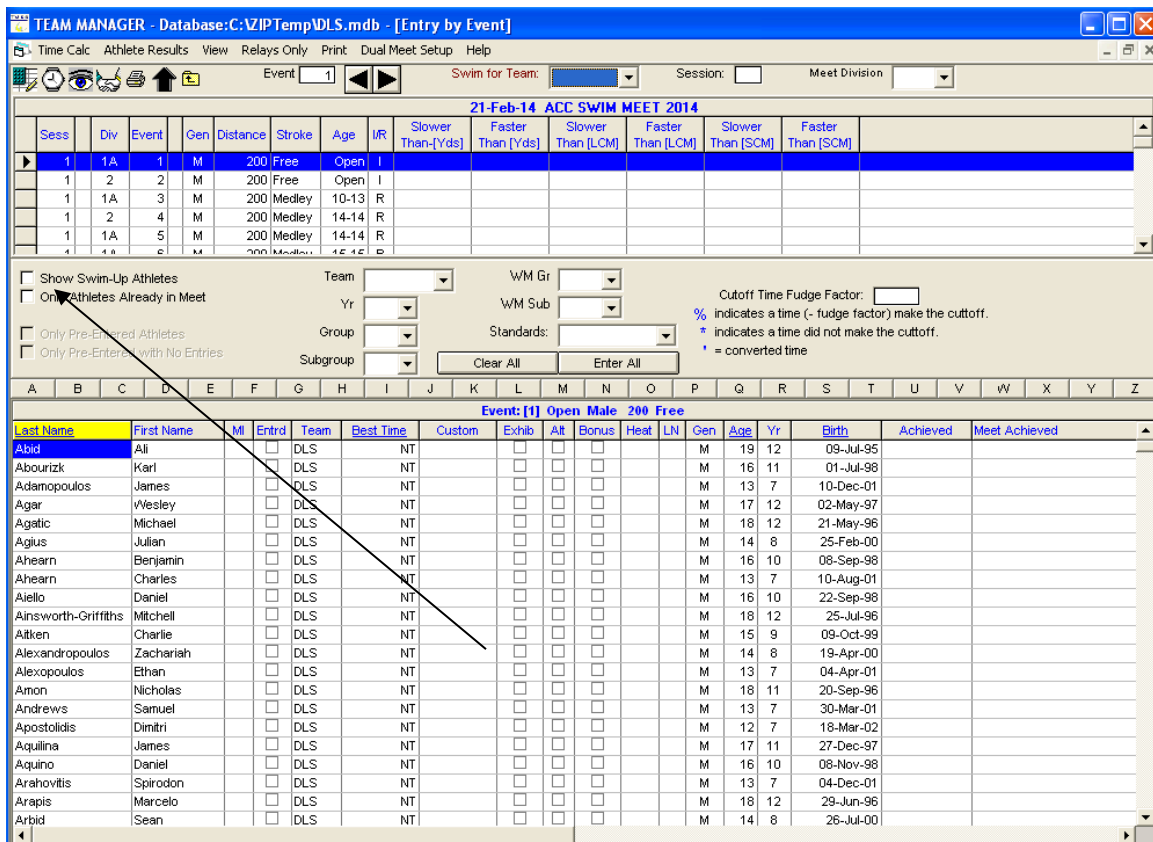 TEAM MANAGER - Database:C:\ZIPTemp\DLS.mdb - [Entry by Event]
Time Calc Athlete Results View Relays Only Print Dual Meet Setup Help
Event 1 Swim for Team: Session: Meet Division
21-Feb-14 ACC SWIM MEET 2014
Sess Div Event Gen Distance Stroke Age I/R Slower Than-[Yds] Faster Than [Yds] Slower Than [LCM] Faster Than [LCM] Slower Than [SCM] Faster Than [SCM]
1 1A 1 M 200 Free Open I
1 2 2 M 200 Free Open I
1 1A 3 M 200 Medley 10-13 R
1 2 4 M 200 Medley 14-14 R
1 1A 5 M 200 Medley 14-14 R
1 1A 6 M 200 Medley 15-15 R
Show Swim-Up Athletes Team WM Gr
Only Athletes Already in Meet Yr WM Sub Cutoff Time Fudge Factor:
% indicates a time (- fudge factor) make the cuttoff.
Only Pre-Entered Athletes Group Standards: * indicates a time did not make the cuttoff.
Only Pre-Entered with No Entries Subgroup Clear All Enter All ' = converted time
A B C D E F G H I J K L M N O P Q R S T U V W X Y Z
Event: [1] Open Male 200 Free
Last Name First Name MI Entrd Team Best Time Custom Exhib Alt Bonus Heat LN Gen Age Yr Birth Achieved Meet Achieved
Abid Ali DLS NT M 19 12 09-Jul-95
Abourizk Karl DLS NT M 16 11 01-Jul-98
Adamopoulos James DLS NT M 13 7 10-Dec-01
Agar Wesley DLS NT M 17 12 02-May-97
Agatic Michael DLS NT M 18 12 21-May-96
Agius Julian DLS NT M 14 8 25-Feb-00
Ahearn Benjamin DLS NT M 16 10 08-Sep-98
Ahearn Charles DLS NT M 13 7 10-Aug-01
Aiello Daniel DLS NT M 16 10 22-Sep-98
Ainsworth-Griffiths Mitchell DLS NT M 18 12 25-Jul-96
Aitken Charlie DLS NT M 15 9 09-Oct-99
Alexandropoulos Zachariah DLS NT M 14 8 19-Apr-00
Alexopoulos Ethan DLS NT M 13 7 04-Apr-01
Amon Nicholas DLS NT M 18 11 20-Sep-96
Andrews Samuel DLS NT M 13 7 30-Mar-01
Apostolidis Dimitri DLS NT M 12 7 18-Mar-02
Aquilina James DLS NT M 17 11 27-Dec-97
Aquino Daniel DLS NT M 16 10 08-Nov-98
Arahovitis Spirodon DLS NT M 13 7 04-Dec-01
Arapis Marcelo DLS NT M 18 12 29-Jun-96
Arbid Sean DLS NT M 14 8 26-Jul-00